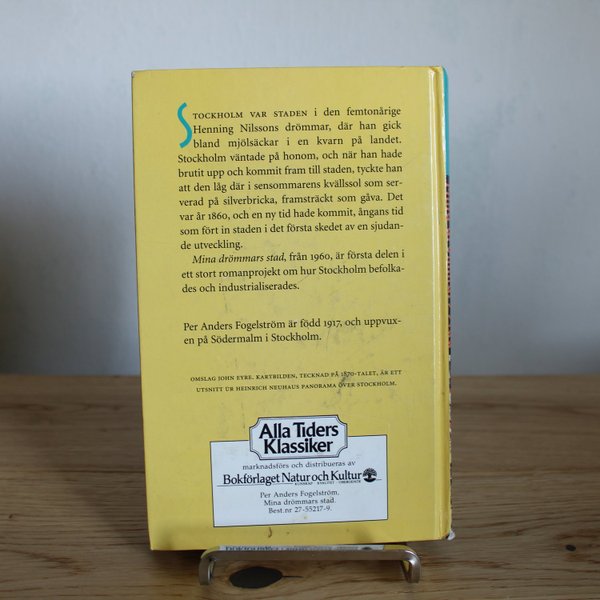 STOCKHOLM VAR STADEN i den femtonårige
Henning Nilssons drömmar, där han gick
bland mjölsäckar i en kvarn på landet.
Stockholm väntade på honom, och när han hade
brutit upp och kommit fram till staden, tyckte han
att den låg där i sensommarens kvällssol som ser-
verad på silverbricka, framsträckt som gåva. Det
var år 1860, och en ny tid hade kommit, ångans tid
som fört in staden i det första skedet av en sjudan-
de utveckling.
Mina drömmars stad, från 1960, är första delen i
ett stort romanprojekt om hur Stockholm befolka-
des och industrialiserades.
Per Anders Fogelström är född 1917, och uppvux-
en på Södermalm i Stockholm.
OMSLAG JOHN EYRE. KARTBILDEN, TECKNAD PÅ 1870-TALET, ÄR ETT
UTSNITT UR HEINRICH NEUHAUS PANORAMA ÖVER STOCKHOLM.
Alla Tiders
Klassiker
marknadsförs och distribueras av
Bokförlaget Natur och Kultur
Per Anders Fogelström,
Mina drömmars stad.
Best.nr 27-55217-9.